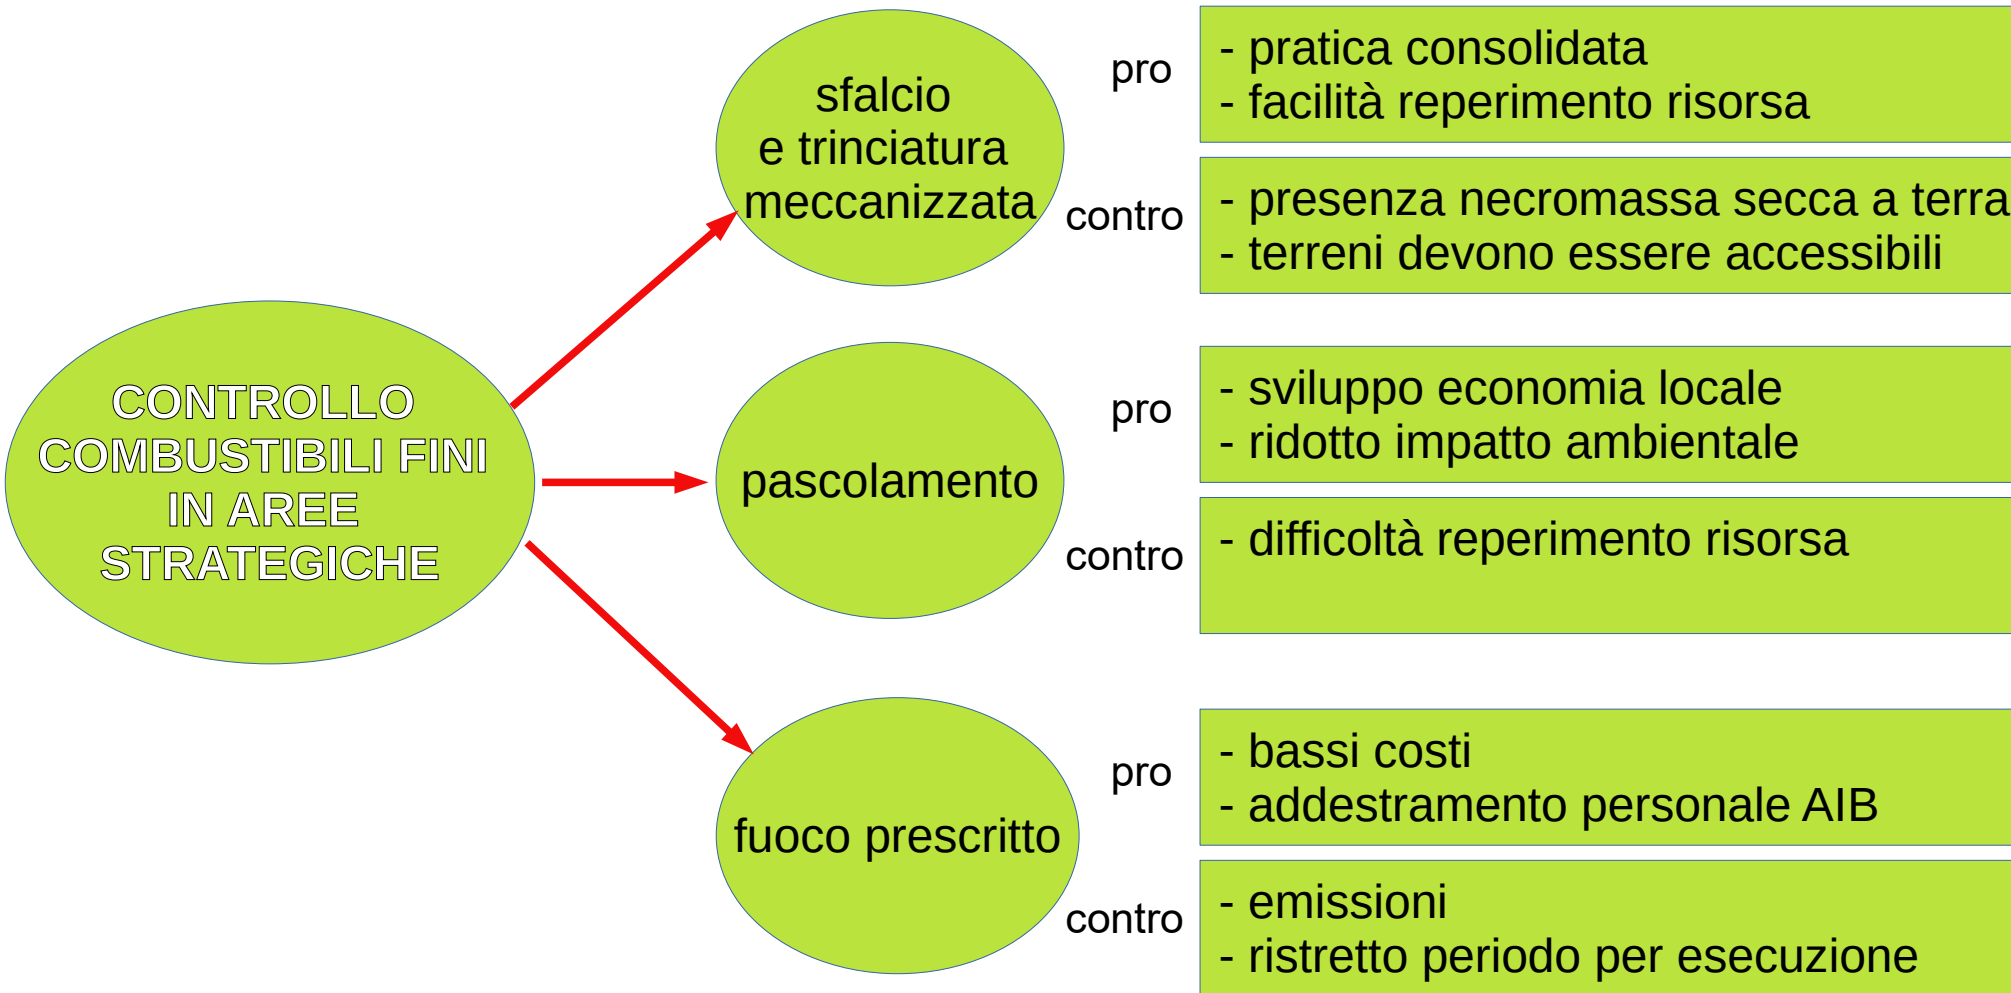 CONTROLLO
COMBUSTIBILI FINI
IN AREE
STRATEGICHE
sfalcio
e trinciatura
meccanizzata
pro
- pratica consolidata
- facilità reperimento risorsa
contro
- presenza necromassa secca a terra
- terreni devono essere accessibili
pascolamento
pro
- sviluppo economia locale
- ridotto impatto ambientale
contro
- difficoltà reperimento risorsa
fuoco prescritto
pro
- bassi costi
- addestramento personale AIB
contro
- emissioni
- ristretto periodo per esecuzione